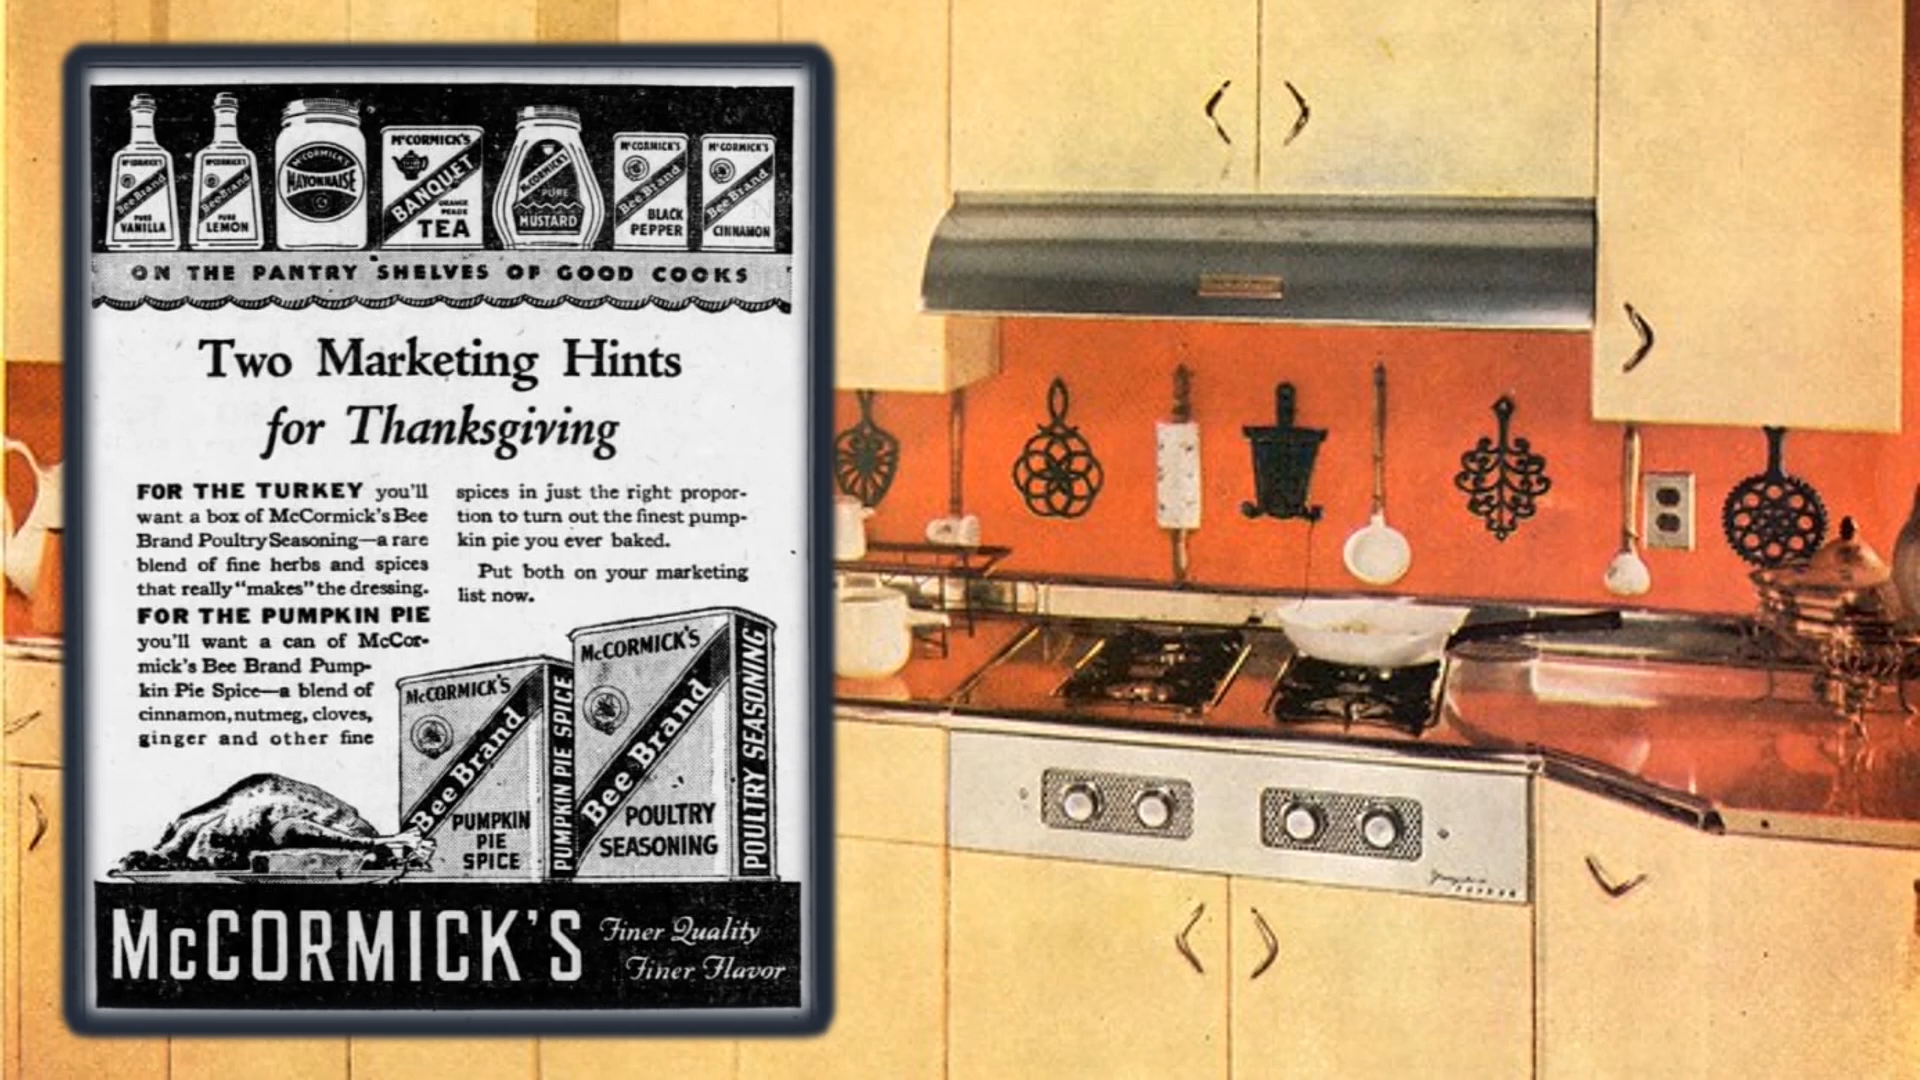 McCORMICK'S
Bee Brand
PURE
VANILLA
McCORMICK'S
Bee Brand
PURE
LEMON
McCORMICK'S
MAYONNAISE
McCORMICK'S
BANQUET
ORANGE
PEKOE
TEA
McCORMICK'S
PURE
MUSTARD
McCORMICK'S
Bee Brand
BLACK
PEPPER
McCORMICK'S
Bee Brand
CINNAMON
ON THE PANTRY SHELVES OF GOOD COOKS
Two Marketing Hints
for Thanksgiving
FOR THE TURKEY you'll
want a box of McCormick's Bee
Brand Poultry Seasoning—a rare
blend of fine herbs and spices
that really "makes" the dressing.
FOR THE PUMPKIN PIE
you'll want a can of McCor-
mick's Bee Brand Pump-
kin Pie Spice—a blend of
cinnamon, nutmeg, cloves,
ginger and other fine
spices in just the right propor-
tion to turn out the finest pump-
kin pie you ever baked.
Put both on your marketing
list now.
McCORMICK'S
Bee Brand
PUMPKIN
PIE
SPICE
PUMPKIN PIE SPICE
McCORMICK'S
Bee Brand
POULTRY
SEASONING
POULTRY SEASONING
McCORMICK'S
Finer Quality
Finer Flavor